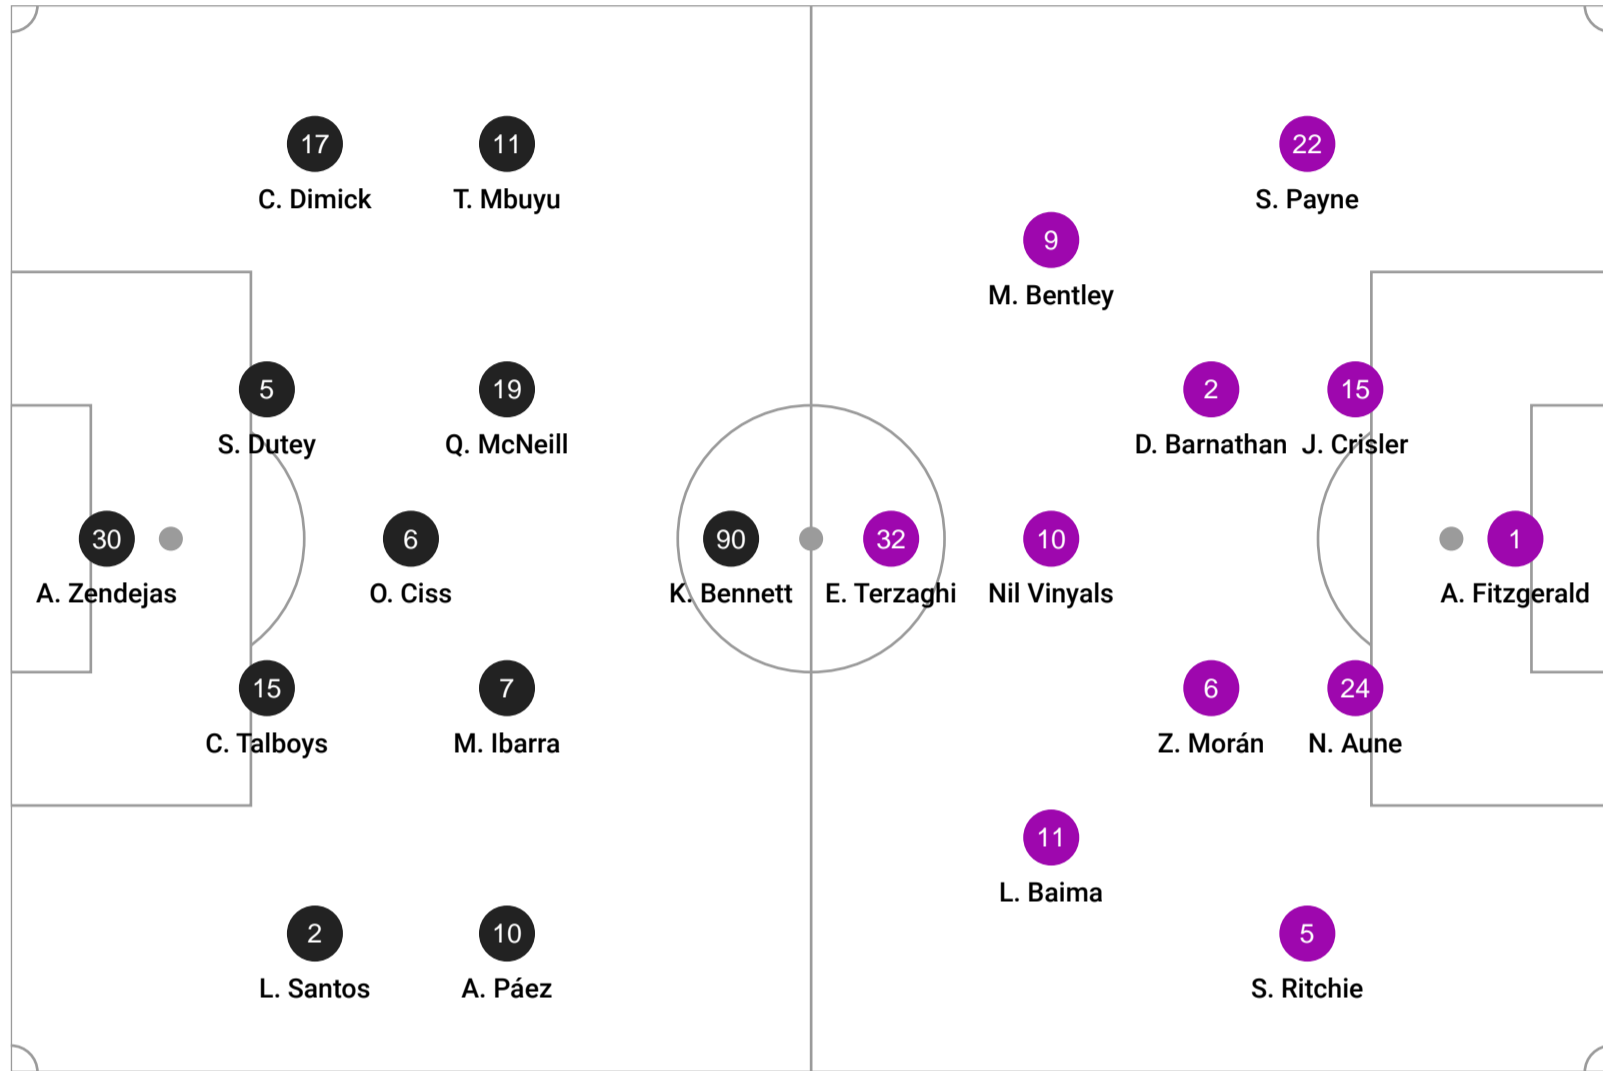 17
C. Dimick
11
T. Mbuyu
22
S. Payne
9
M. Bentley
5
S. Dutey
19
Q. McNeill
2
D. Barnathan
15
J. Crisler
30
A. Zendejas
6
O. Ciss
90
K. Bennett
32
E. Terzaghi
10
Nil Vinyals
1
A. Fitzgerald
15
C. Talboys
7
M. Ibarra
6
Z. Morán
24
N. Aune
11
L. Baima
2
L. Santos
10
A. Páez
5
S. Ritchie